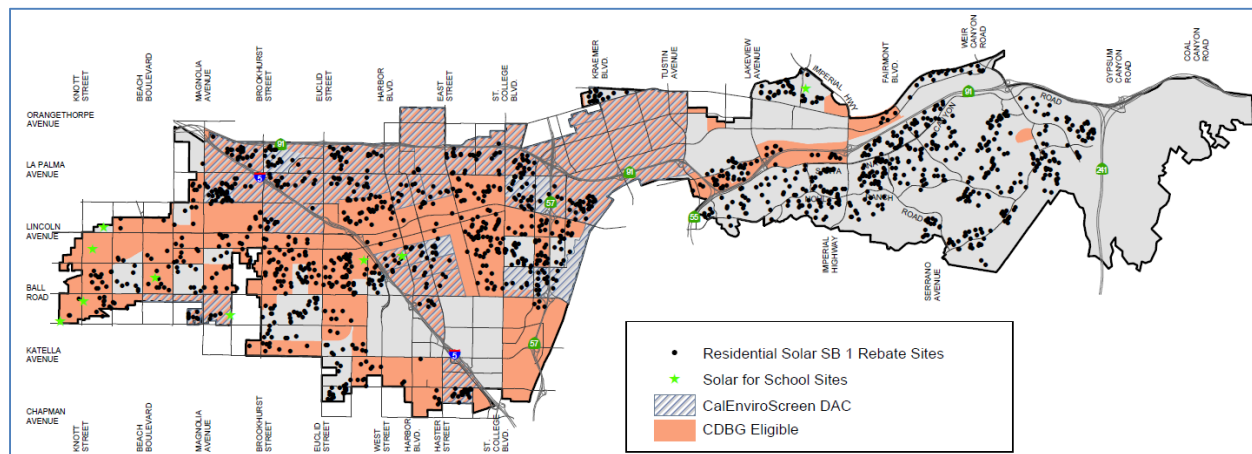 KNOTT
STREET
BEACH
BOULEVARD
MAGNOLIA
AVENUE
BROOKHURST
STREET
EUCLID
STREET
HARBOR
BLVD.
EAST
STREET
ST.
COLLEGE
BLVD.
KRAEMER
BLVD.
TUSTIN
AVENUE
LAKEVIEW
AVENUE
IMPERIAL HWY
FAIRMONT
BLVD.
WEIR
CANYON
ROAD
GYPSUM
CANYON
ROAD
COAL
CANYON
ROAD
ORANGETHORPE
AVENUE
LA PALMA
AVENUE
LINCOLN
AVENUE
BALL
ROAD
KATELLA
AVENUE
CHAPMAN
AVENUE
91
5
57
91
55
91
241
5
57
CANYON
ROAD
SANTA
ANA
RANCH
ROAD
IMPERIAL
HIGHWAY
SERRANO
AVENUE
KNOTT
STREET
BEACH
BOULEVARD
MAGNOLIA
AVENUE
BROOKHURST
STREET
EUCLID
STREET
WEST
STREET
HARBOR
BLVD.
HASTER
STREET
ST.
COLLEGE
BLVD.
Residential Solar SB 1 Rebate Sites
Solar for School Sites
CalEnviroScreen DAC
CDBG Eligible